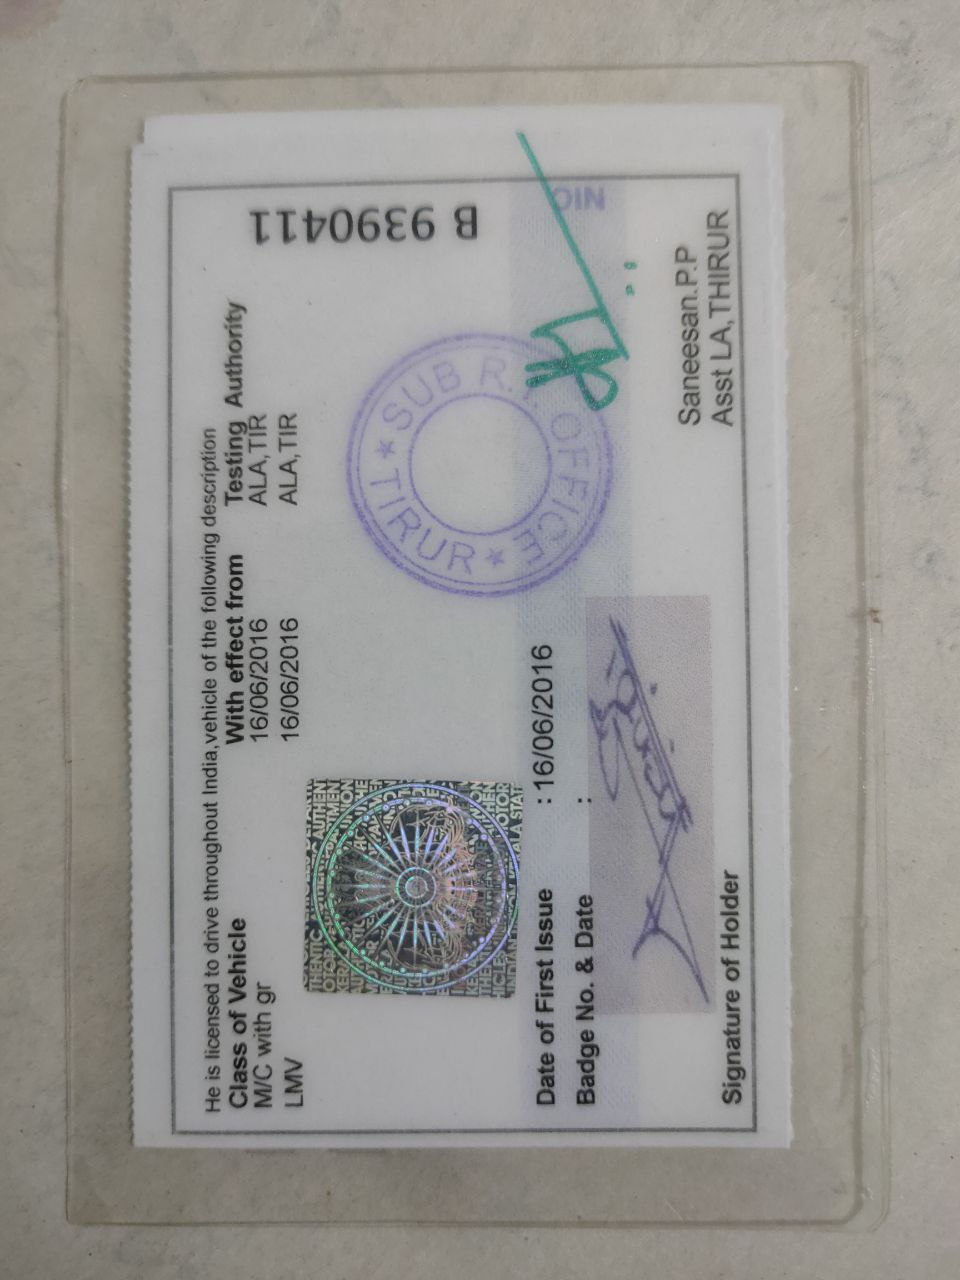 B 9390411
He is licensed to drive throughout India,vehicle of the following description
Class of Vehicle With effect from Testing Authority
M/C with gr 16/06/2016 ALA,TIR
LMV 16/06/2016 ALA,TIR
SUB R.T. OFFICE
TIRUR
Date of First Issue : 16/06/2016
NIC
Badge No. & Date :
Saneesan.P.P
Signature of Holder Asst LA,THIRUR